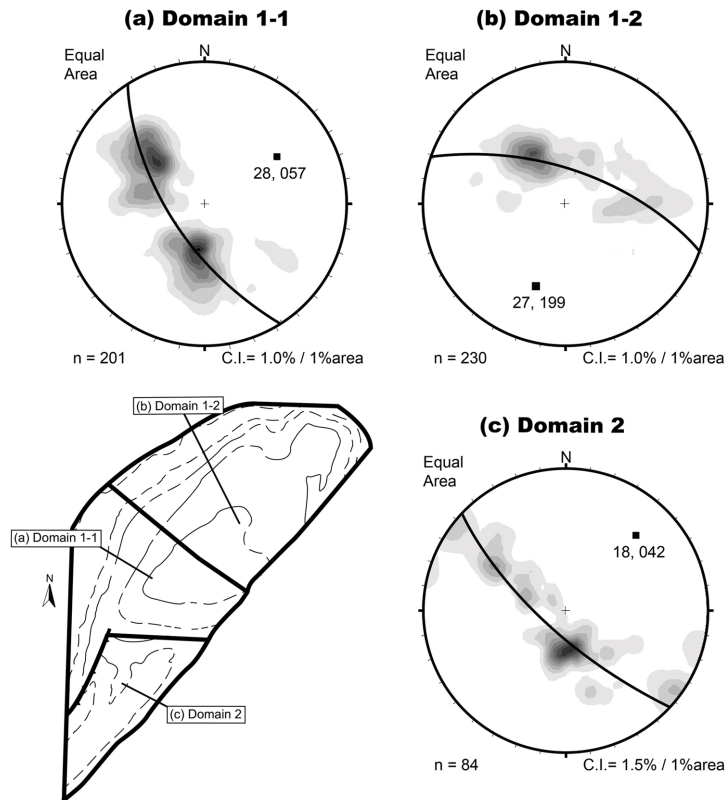 (a) Domain 1-1
Equal
Area
N
28, 057
n = 201
C.I.= 1.0% / 1%area
(b) Domain 1-2
Equal
Area
N
27, 199
n = 230
C.I.= 1.0% / 1%area
(b) Domain 1-2
(a) Domain 1-1
N
(c) Domain 2
(c) Domain 2
Equal
Area
N
18, 042
n = 84
C.I.= 1.5% / 1%area